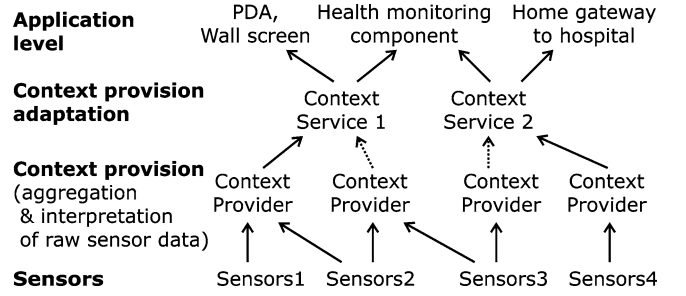 Application
level
PDA,
Wall screen
Health monitoring
component
Home gateway
to hospital
Context provision
adaptation
Context
Service 1
Context
Service 2
Context provision
(aggregation
& interpretation
of raw sensor data)
Context
Provider
Context
Provider
Context
Provider
Context
Provider
Sensors
Sensors1
Sensors2
Sensors3
Sensors4